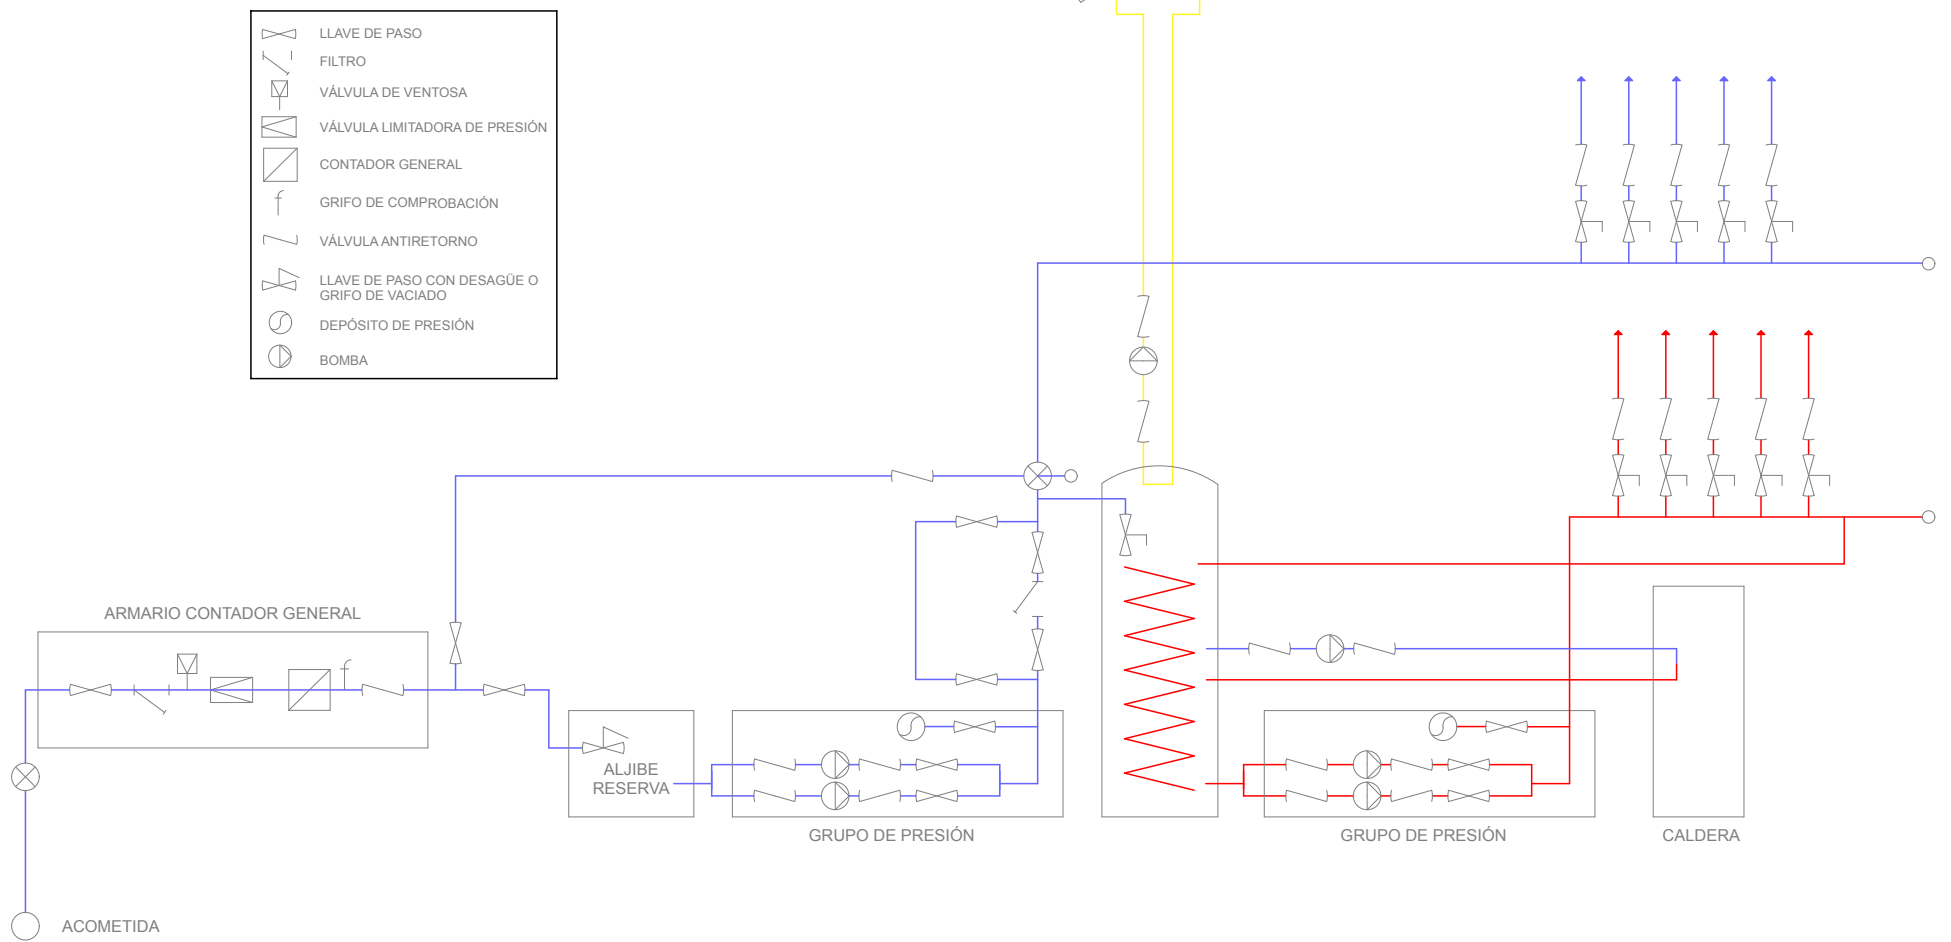 LLAVE DE PASO
FILTRO
VÁLVULA DE VENTOSA
VÁLVULA LIMITADORA DE PRESIÓN
CONTADOR GENERAL
GRIFO DE COMPROBACIÓN
VÁLVULA ANTIRETORNO
LLAVE DE PASO CON DESAGÜE O
GRIFO DE VACIADO
DEPÓSITO DE PRESIÓN
BOMBA
ARMARIO CONTADOR GENERAL
ALJIBE
RESERVA
GRUPO DE PRESIÓN
GRUPO DE PRESIÓN
CALDERA
ACOMETIDA